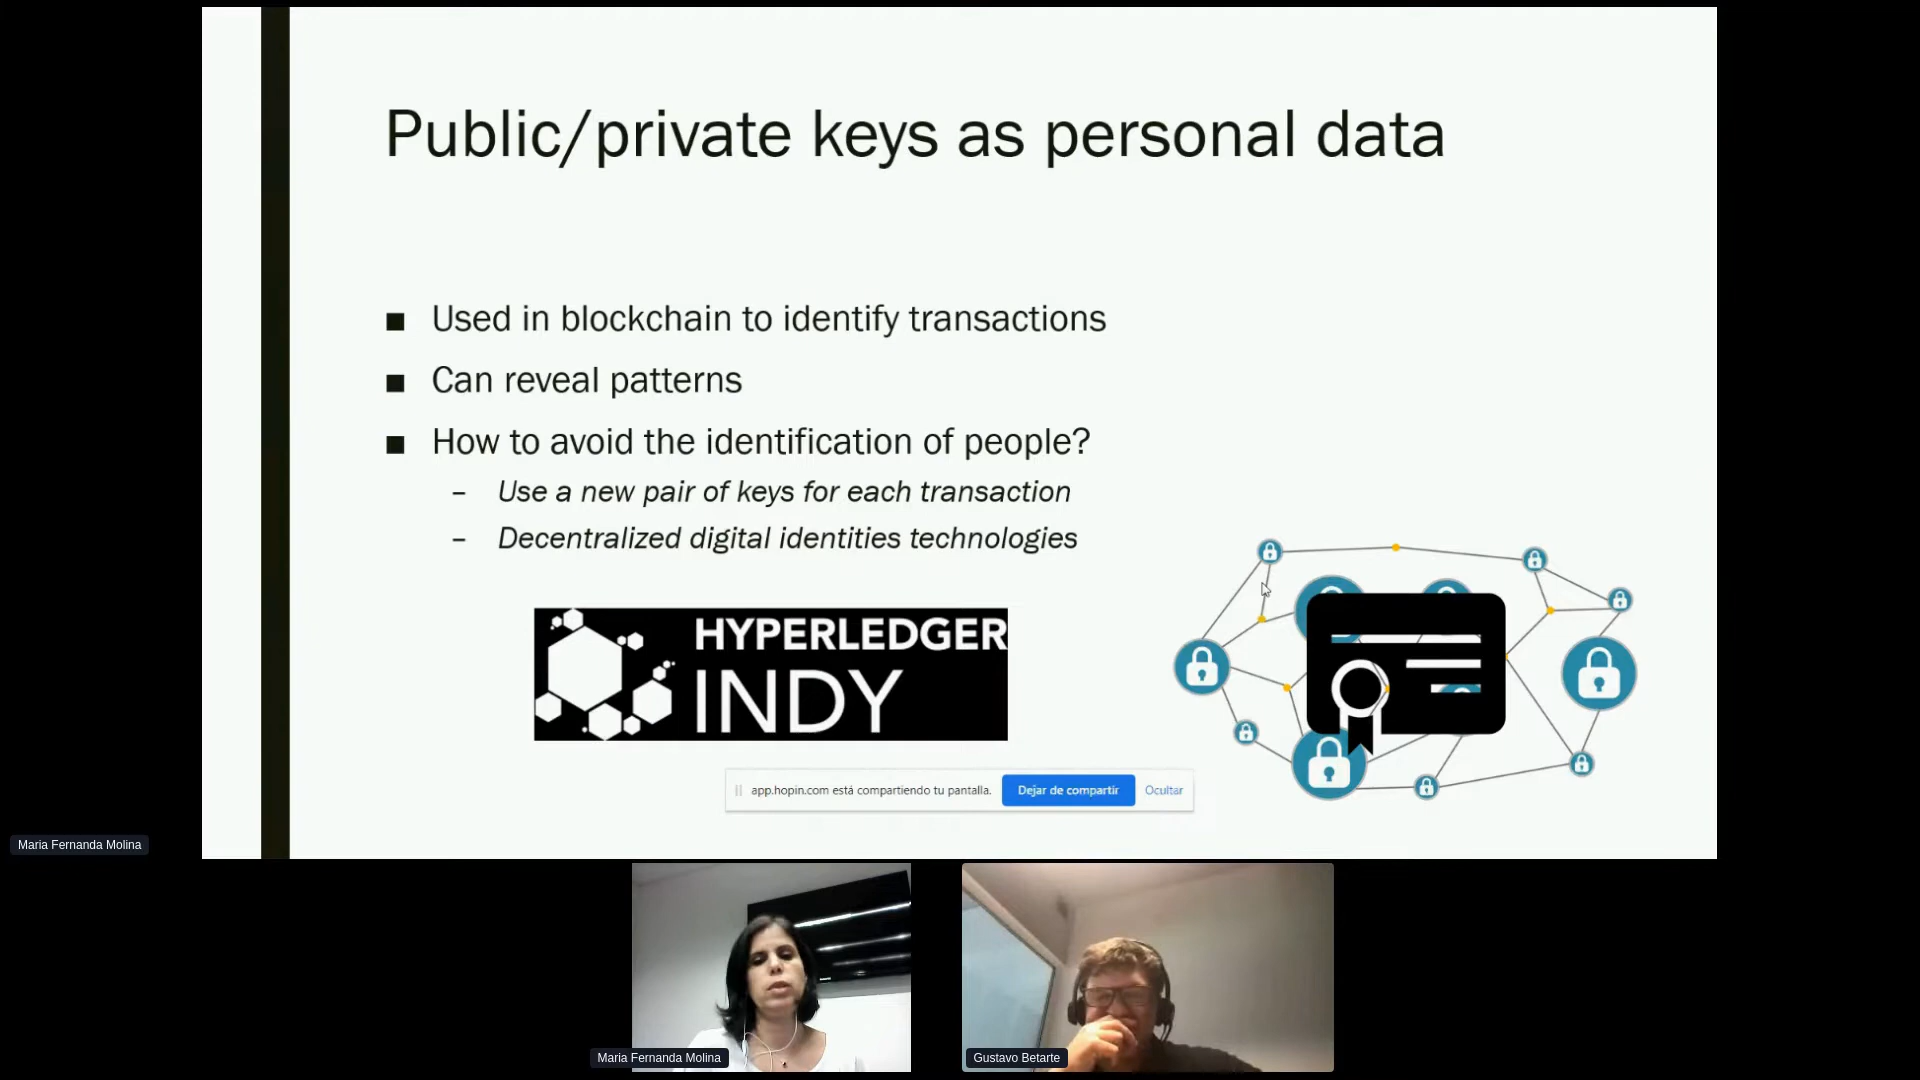 Public/private keys as personal data
■ Used in blockchain to identify transactions
■ Can reveal patterns
■ How to avoid the identification of people?
– Use a new pair of keys for each transaction
– Decentralized digital identities technologies
HYPERLEDGER
INDY
app.hopin.com está compartiendo tu pantalla. Dejar de compartir Ocultar
Maria Fernanda Molina
Maria Fernanda Molina
Gustavo Betarte